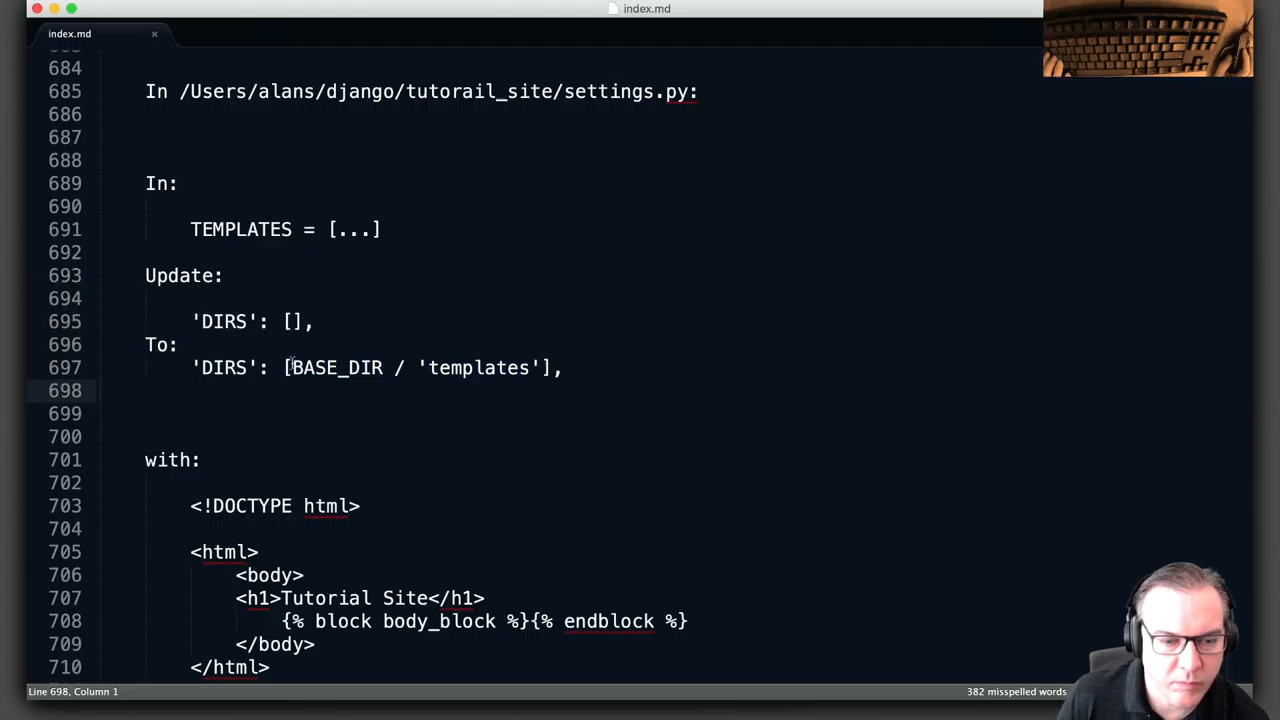 index.md
index.md
684
685 In /Users/alans/django/tutorail_site/settings.py:
686
687
688
689 In:
690
691 TEMPLATES = [...]
692
693 Update:
694
695 'DIRS': [],
696 To:
697 'DIRS': [BASE_DIR / 'templates'],
698
699
700
701 with:
702
703 <!DOCTYPE html>
704
705 <html>
706 <body>
707 <h1>Tutorial Site</h1>
708 {% block body_block %}{% endblock %}
709 </body>
710 </html>
Line 698, Column 1
382 misspelled words